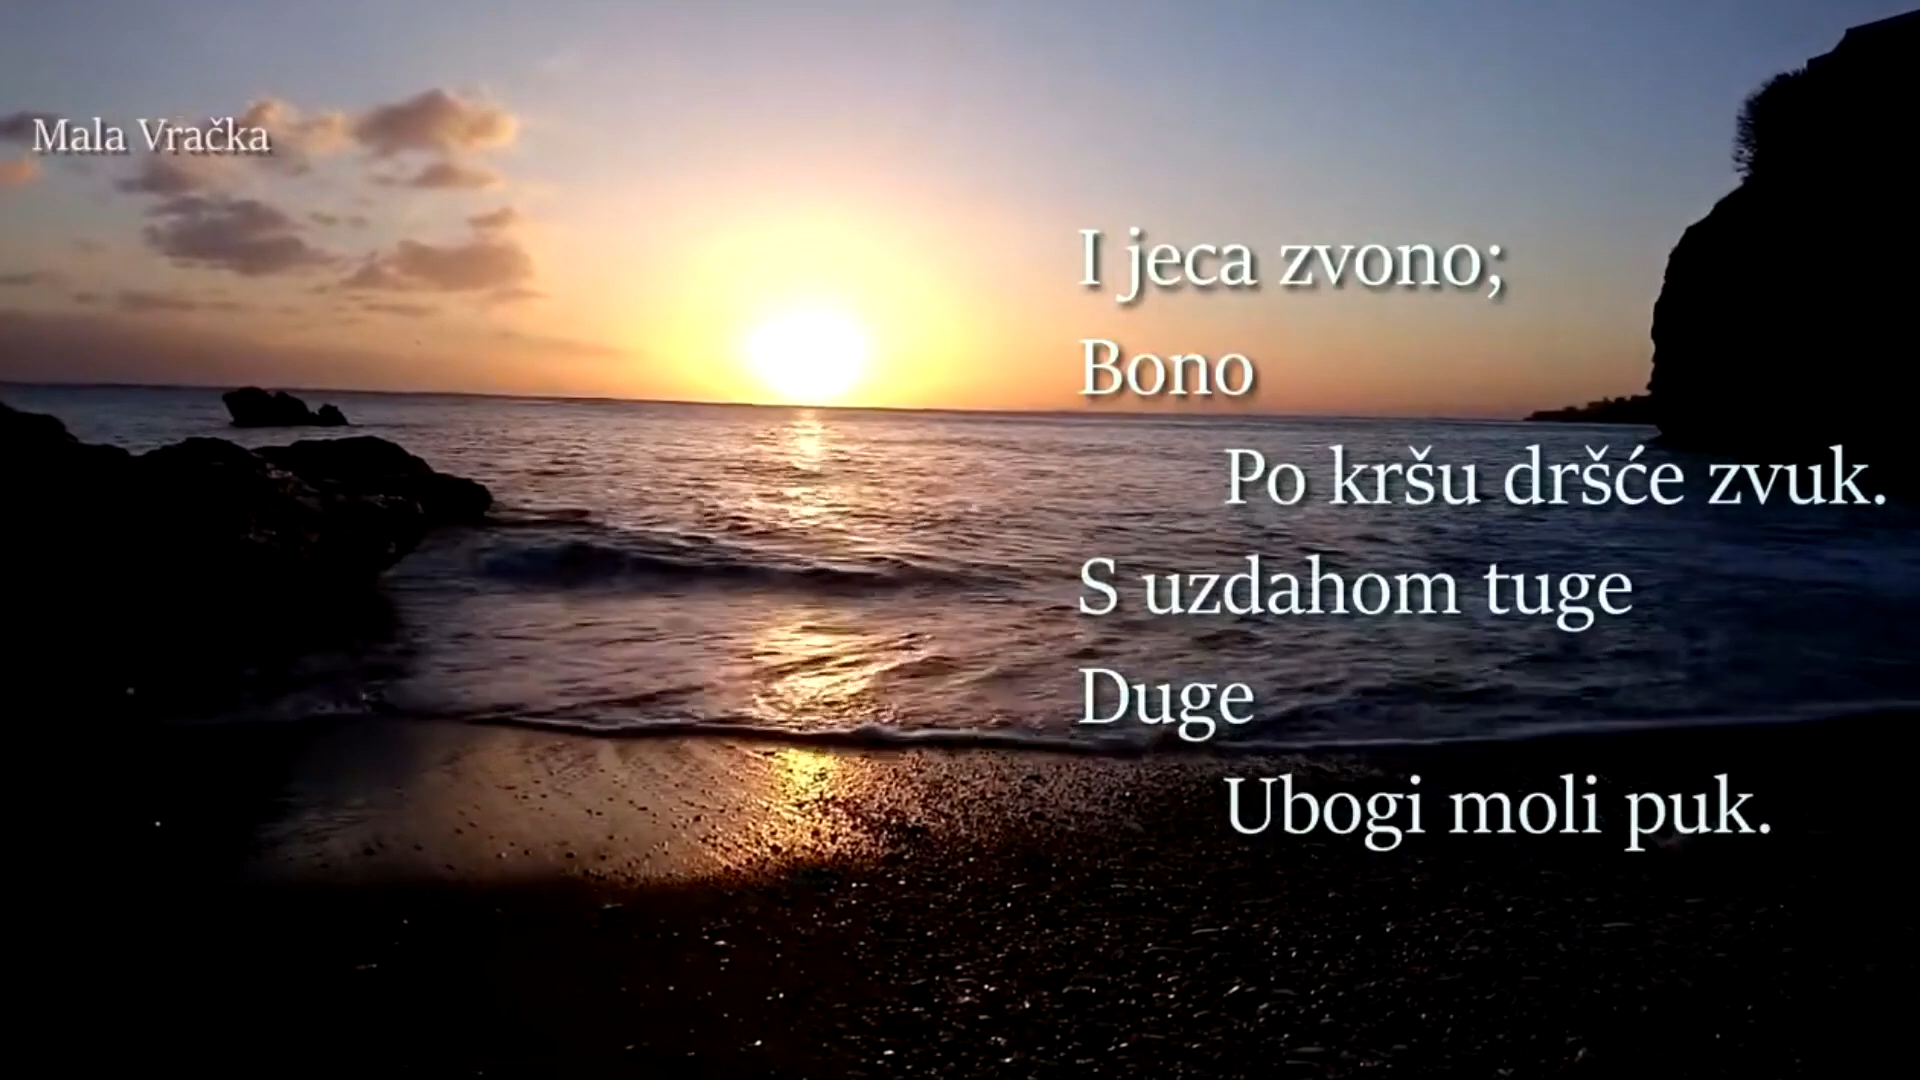 Mala Vračka
I jeca zvono;
Bono
Po kršu dršće zvuk.
S uzdahom tuge
Duge
Ubogi moli puk.